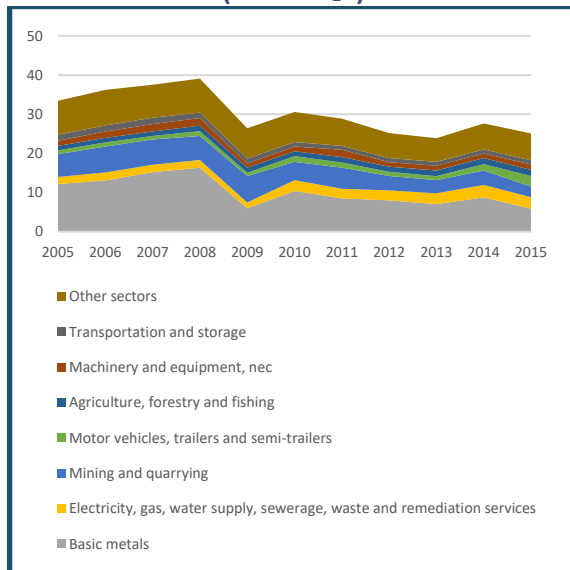 50
40
30
20
10
0
2005 2006 2007 2008 2009 2010 2011 2012 2013 2014 2015
Other sectors
Transportation and storage
Machinery and equipment, nec
Agriculture, forestry and fishing
Motor vehicles, trailers and semi-trailers
Mining and quarrying
Electricity, gas, water supply, sewerage, waste and remediation services
Basic metals